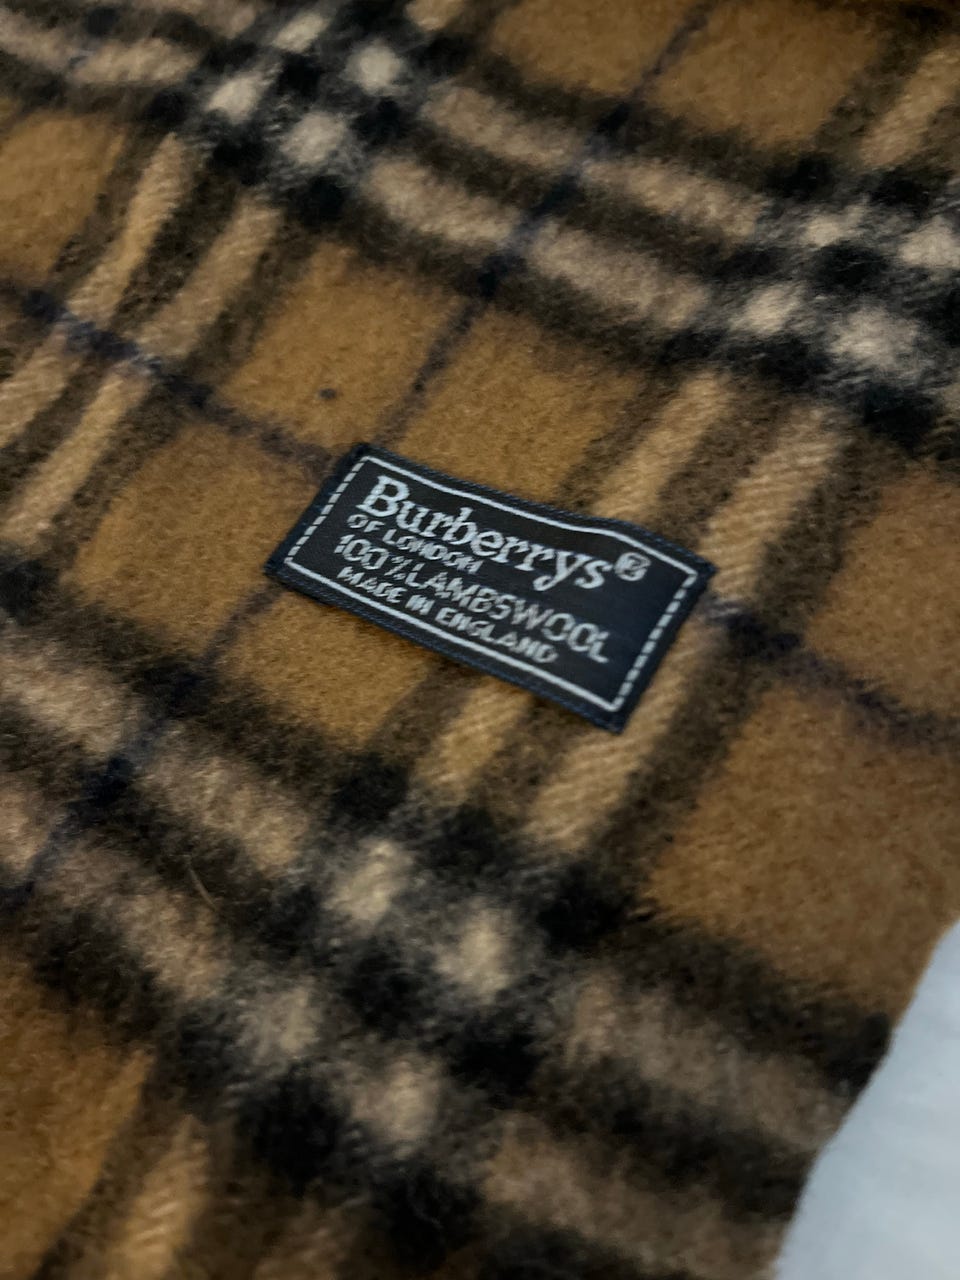 Burberrys®
OF LONDON
100% LAMBSWOOL
MADE IN ENGLAND